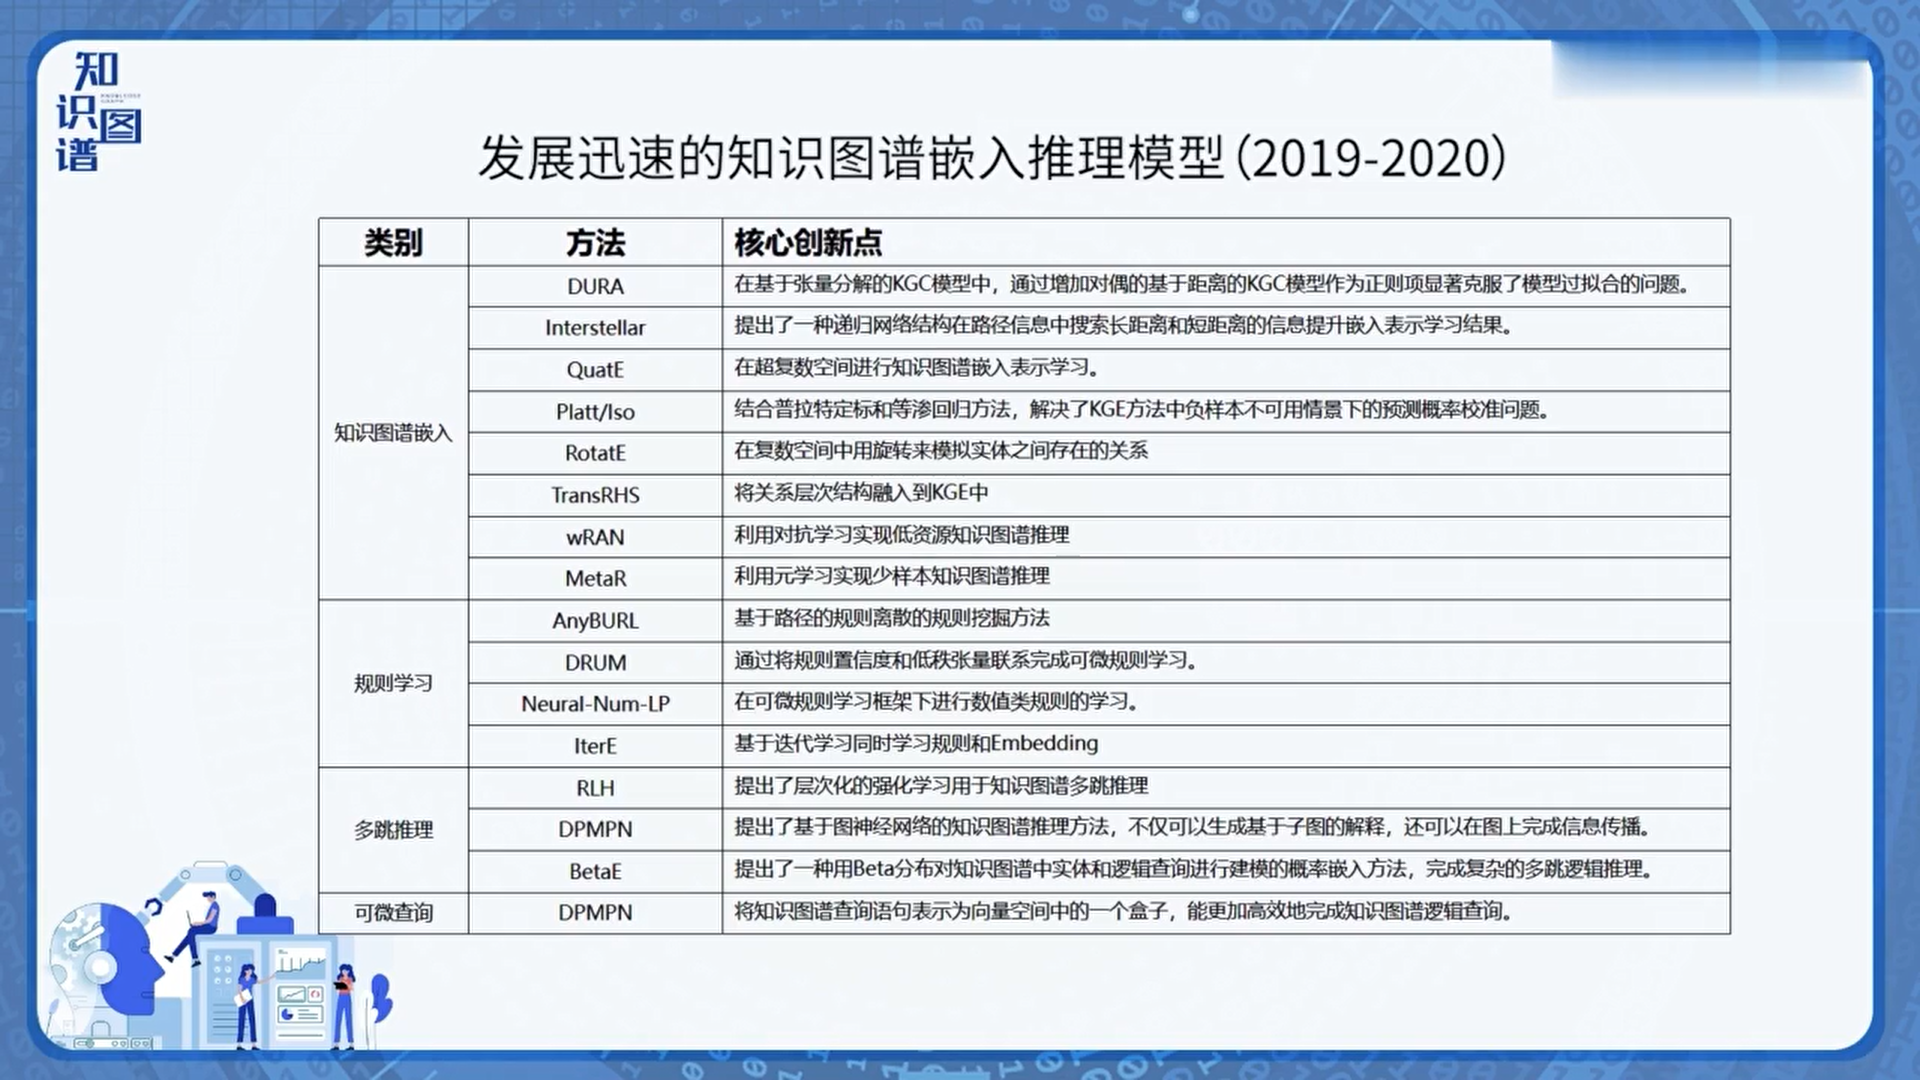 知
识图
谱
KNOWLEDGE
GRAPH
发展迅速的知识图谱嵌入推理模型(2019-2020)
类别 方法 核心创新点
知识图谱嵌入
DURA 在基于张量分解的KGC模型中，通过增加对偶的基于距离的KGC模型作为正则项显著克服了模型过拟合的问题。
Interstellar 提出了一种递归网络结构在路径信息中搜索长距离和短距离的信息提升嵌入表示学习结果。
QuatE 在超复数空间进行知识图谱嵌入表示学习。
Platt/Iso 结合普拉特定标和等渗回归方法，解决了KGE方法中负样本不可用情景下的预测概率校准问题。
RotatE 在复数空间中用旋转来模拟实体之间存在的关系
TransRHS 将关系层次结构融入到KGE中
wRAN 利用对抗学习实现低资源知识图谱推理
MetaR 利用元学习实现少样本知识图谱推理
规则学习
AnyBURL 基于路径的规则离散的规则挖掘方法
DRUM 通过将规则置信度和低秩张量联系完成可微规则学习。
Neural-Num-LP 在可微规则学习框架下进行数值类规则的学习。
IterE 基于迭代学习同时学习规则和Embedding
多跳推理
RLH 提出了层次化的强化学习用于知识图谱多跳推理
DPMPN 提出了基于图神经网络的知识图谱推理方法，不仅可以生成基于子图的解释，还可以在图上完成信息传播。
BetaE 提出了一种用Beta分布对知识图谱中实体和逻辑查询进行建模的概率嵌入方法，完成复杂的多跳逻辑推理。
可微查询 DPMPN 将知识图谱查询语句表示为向量空间中的一个盒子，能更加高效地完成知识图谱逻辑查询。